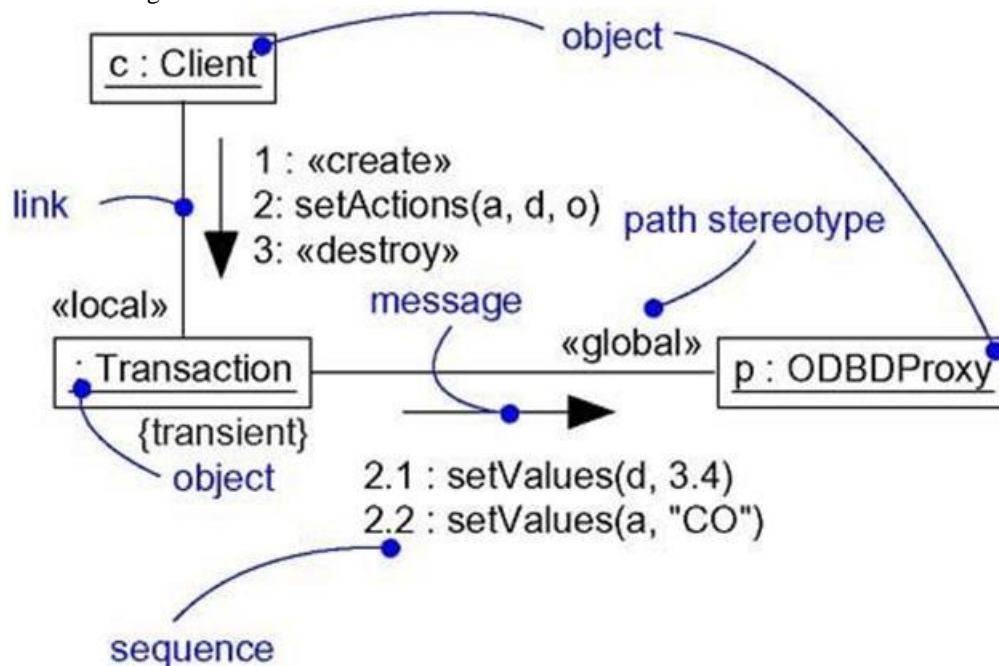 object
c : Client
1 : «create»
2: setActions(a, d, o)
3: «destroy»
link
path stereotype
message
«local»
«global»
: Transaction
p : ODBDProxy
{transient}
object
2.1 : setValues(d, 3.4)
2.2 : setValues(a, "CO")
sequence